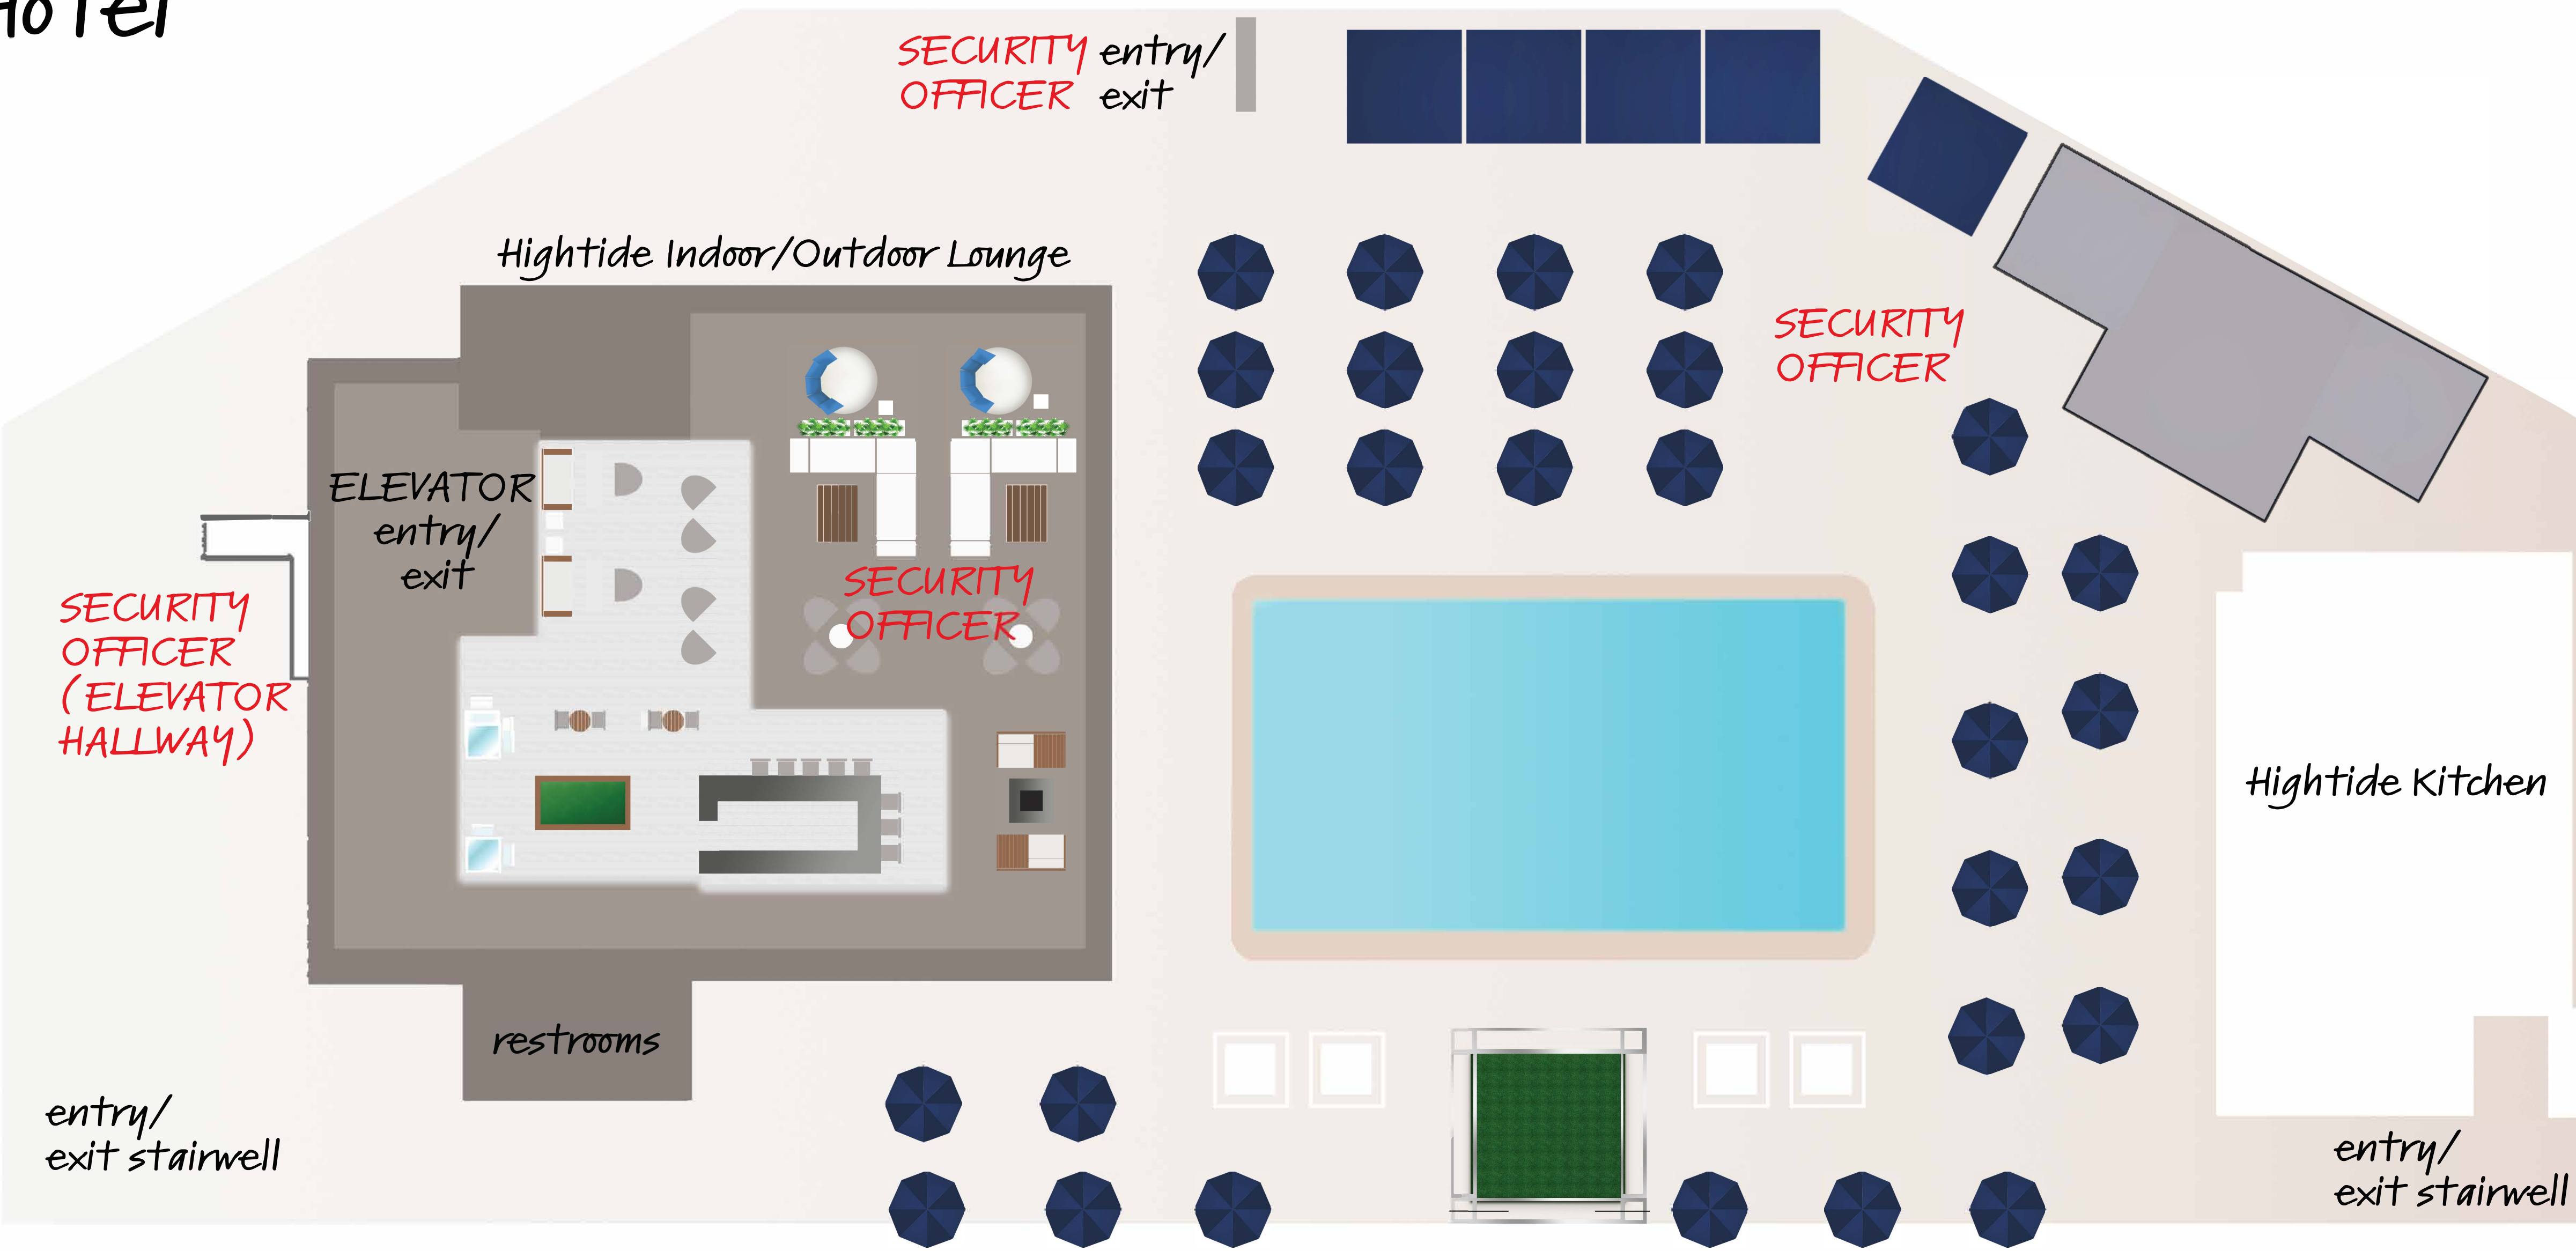 HOTEL
SECURITY entry/
OFFICER exit
Hightide Indoor/Outdoor Lounge
SECURITY
OFFICER
ELEVATOR
entry/
exit
SECURITY
OFFICER
SECURITY
OFFICER
(ELEVATOR
HALLWAY)
Hightide Kitchen
restrooms
entry/
exit stairwell
entry/
exit stairwell